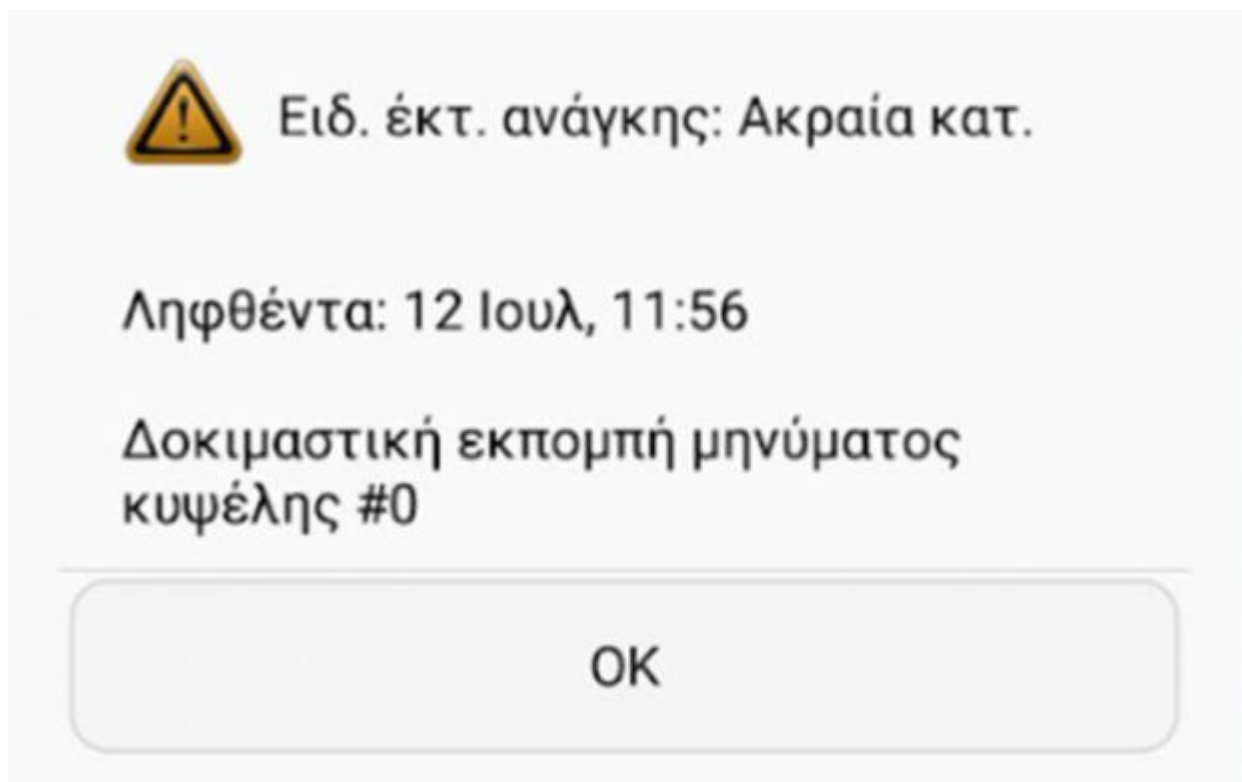 Ειδ. έκτ. ανάγκης: Ακραία κατ.
Ληφθέντα: 12 Ιουλ, 11:56
Δοκιμαστική εκπομπή μηνύματος
κυψέλης #0
OK